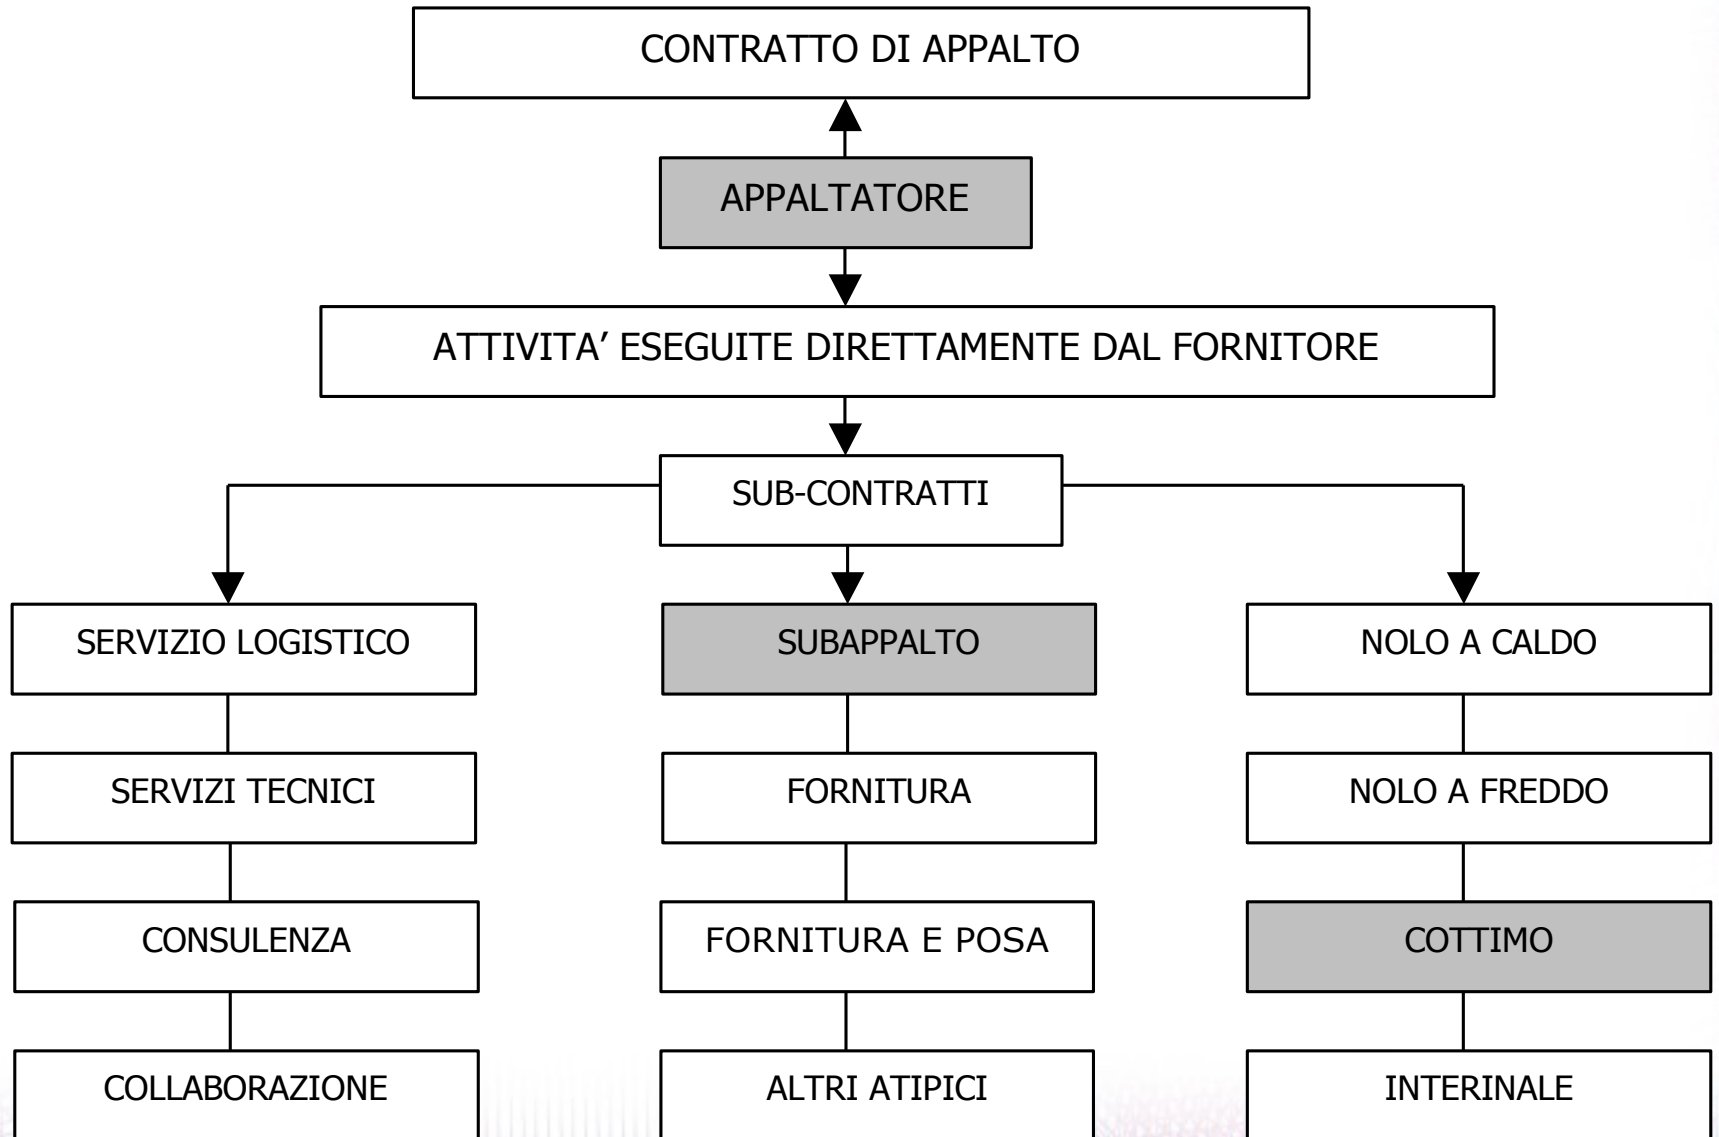 CONTRATTO DI APPALTO
APPALTATORE
ATTIVITA’ ESEGUITE DIRETTAMENTE DAL FORNITORE
SUB-CONTRATTI
SERVIZIO LOGISTICO
SUBAPPALTO
NOLO A CALDO
SERVIZI TECNICI
FORNITURA
NOLO A FREDDO
CONSULENZA
FORNITURA E POSA
COTTIMO
COLLABORAZIONE
ALTRI ATIPICI
INTERINALE